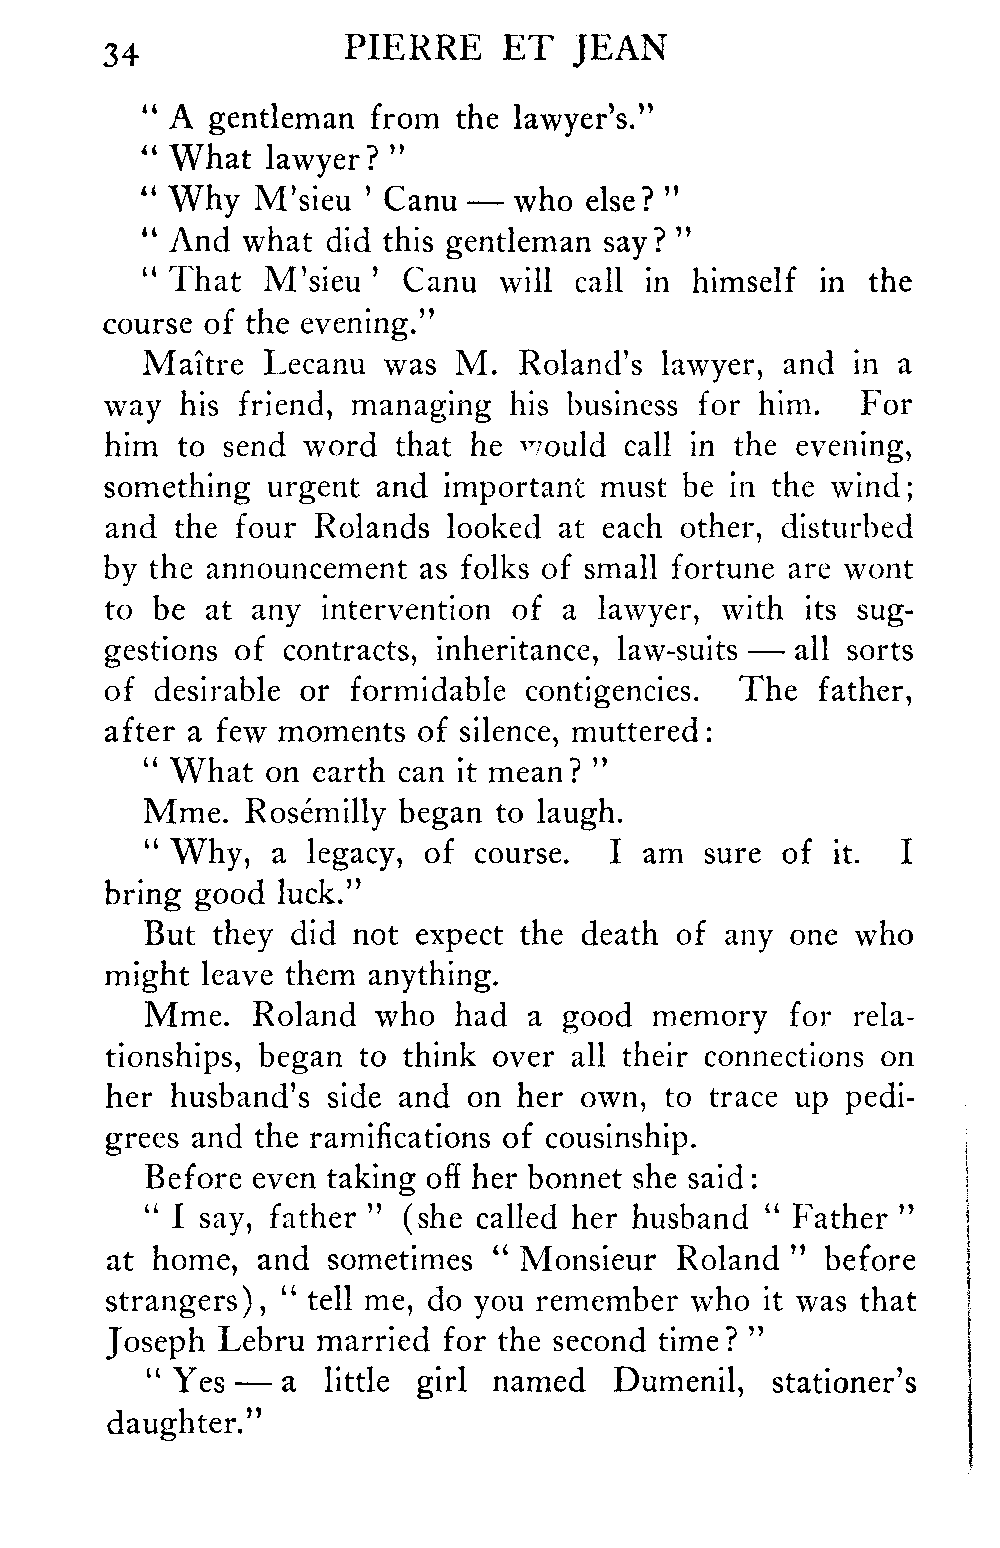 34 PIERRE ET JEAN
“ A gentleman from the lawyer's.”
“ What lawyer? ”
“ Why M'sieu ' Canu — who else? ”
“ And what did this gentleman say? ”
“ That M'sieu ' Canu will call in himself in the
course of the evening.”
Maître Lecanu was M. Roland's lawyer, and in a
way his friend, managing his business for him. For
him to send word that he would call in the evening,
something urgent and important must be in the wind;
and the four Rolands looked at each other, disturbed
by the announcement as folks of small fortune are wont
to be at any intervention of a lawyer, with its sug-
gestions of contracts, inheritance, law-suits — all sorts
of desirable or formidable contigencies. The father,
after a few moments of silence, muttered:
“ What on earth can it mean? ”
Mme. Rosémilly began to laugh.
“ Why, a legacy, of course. I am sure of it. I
bring good luck.”
But they did not expect the death of any one who
might leave them anything.
Mme. Roland who had a good memory for rela-
tionships, began to think over all their connections on
her husband's side and on her own, to trace up pedi-
grees and the ramifications of cousinship.
Before even taking off her bonnet she said:
“ I say, father ” (she called her husband “ Father ”
at home, and sometimes “ Monsieur Roland ” before
strangers), “ tell me, do you remember who it was that
Joseph Lebru married for the second time? ”
“ Yes — a little girl named Dumenil, stationer's
daughter.”